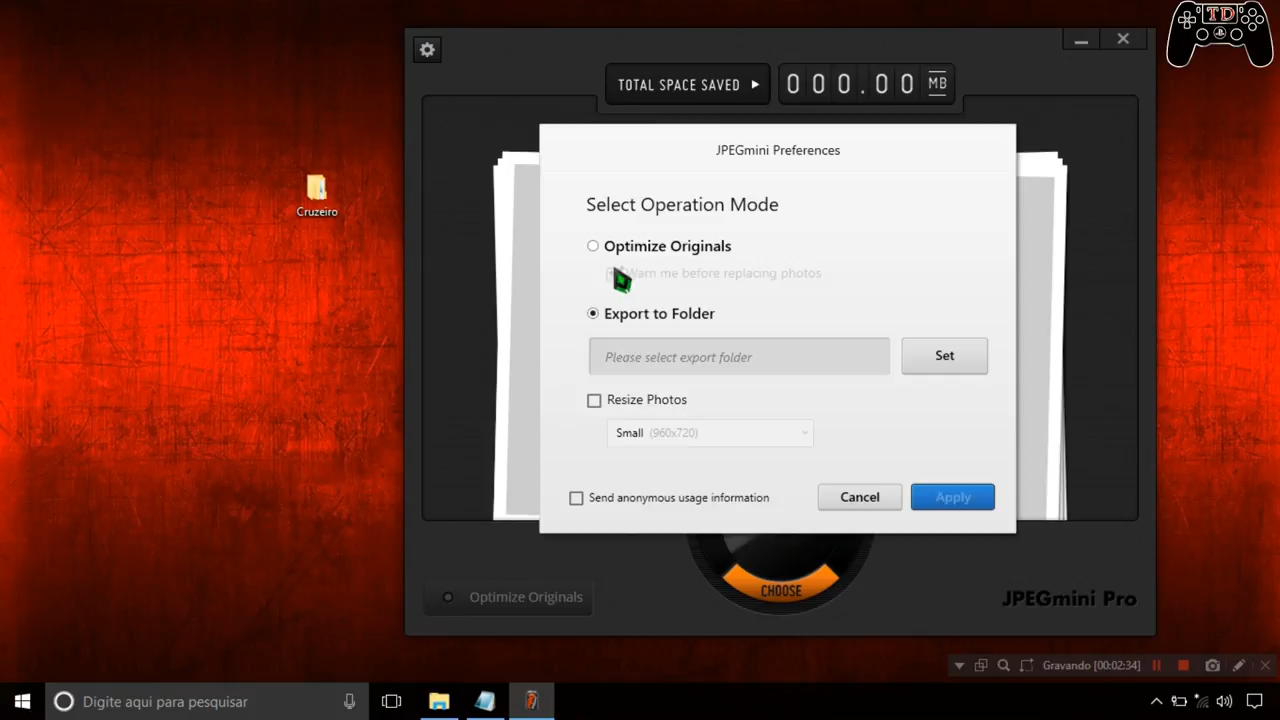 TD
TOTAL SPACE SAVED
000.00 MB
JPEGmini Preferences
Select Operation Mode
Cruzeiro
Optimize Originals
Warn me before replacing photos
Export to Folder
Please select export folder
Set
Resize Photos
Small (960x720)
Send anonymous usage information
Cancel
Apply
CHOOSE
Optimize Originals
JPEGmini Pro
Gravando [00:02:34]
Digite aqui para pesquisar